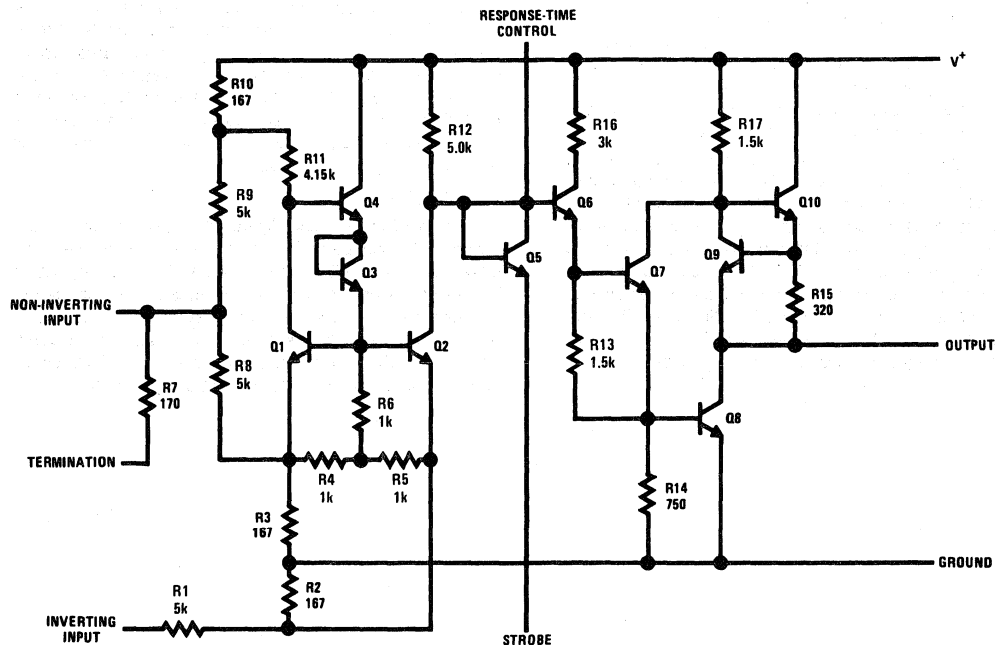 RESPONSE-TIME
CONTROL
V+
R10
167
R12
5.0k
R16
3k
R17
1.5k
R11
4.15k
Q4
Q6
Q10
R9
5k
Q3
Q5
Q7
Q9
NON-INVERTING
INPUT
R15
320
Q1
Q2
R13
1.5k
OUTPUT
R8
5k
R7
170
R6
1k
Q8
TERMINATION
R4
1k
R5
1k
R14
750
R3
167
GROUND
R2
167
R1
5k
INVERTING
INPUT
STROBE